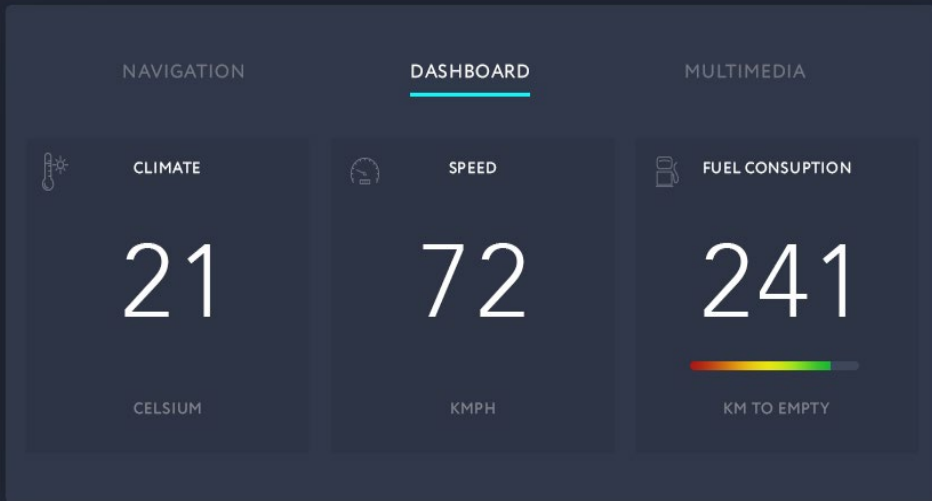 NAVIGATION DASHBOARD MULTIMEDIA
CLIMATE SPEED FUEL CONSUPTION
21 72 241
CELSIUM KMPH KM TO EMPTY